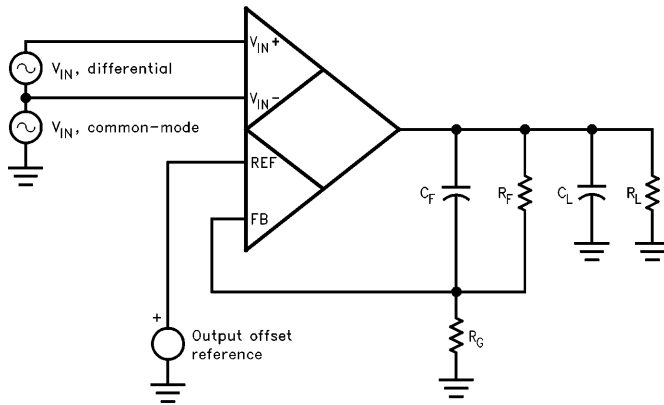 V_IN+
V_IN, differential
V_IN−
V_IN, common-mode
REF
C_F
R_F
C_L
R_L
FB
+
Output offset
reference
R_G